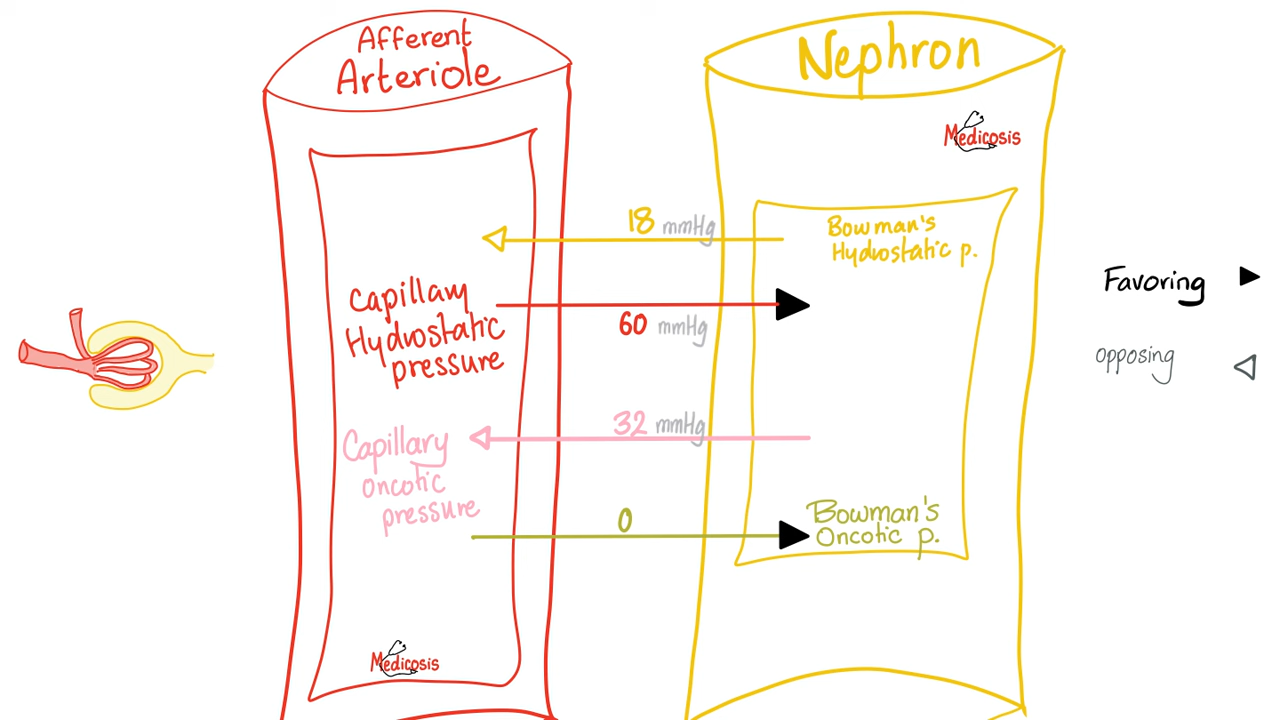 Afferent
Arteriole
Nephron
Medicosis
18 mmHg
Bowman's
Hydrostatic p.
Capillary
Hydrostatic
pressure
60 mmHg
Favoring
opposing
32 mmHg
Capillary
oncotic
pressure
0
Bowman's
Oncotic p.
Medicosis